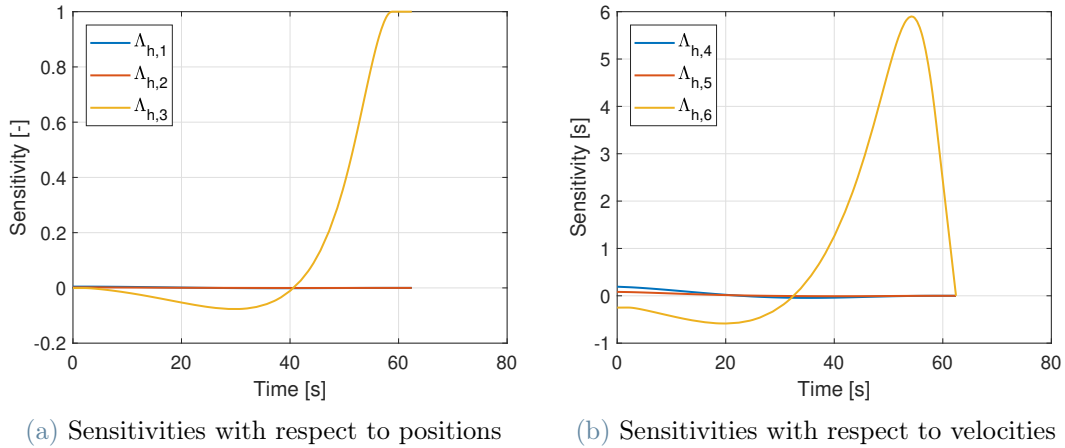 1
0.8
0.6
0.4
0.2
0
-0.2
Sensitivity [-]
Λh,1
Λh,2
Λh,3
0 20 40 60 80
Time [s]
(a) Sensitivities with respect to positions
6
5
4
3
2
1
0
-1
Sensitivity [s]
Λh,4
Λh,5
Λh,6
0 20 40 60 80
Time [s]
(b) Sensitivities with respect to velocities